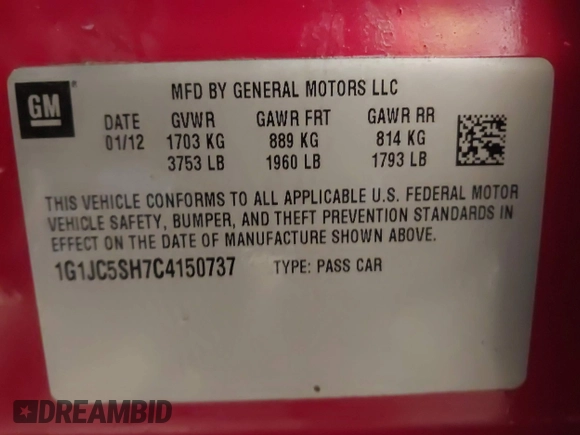 GM
MFD BY GENERAL MOTORS LLC
DATE GVWR GAWR FRT GAWR RR
01/12 1703 KG 889 KG 814 KG
3753 LB 1960 LB 1793 LB
THIS VEHICLE CONFORMS TO ALL APPLICABLE U.S. FEDERAL MOTOR
VEHICLE SAFETY, BUMPER, AND THEFT PREVENTION STANDARDS IN
EFFECT ON THE DATE OF MANUFACTURE SHOWN ABOVE.
1G1JC5SH7C4150737 TYPE: PASS CAR
DREAMBID